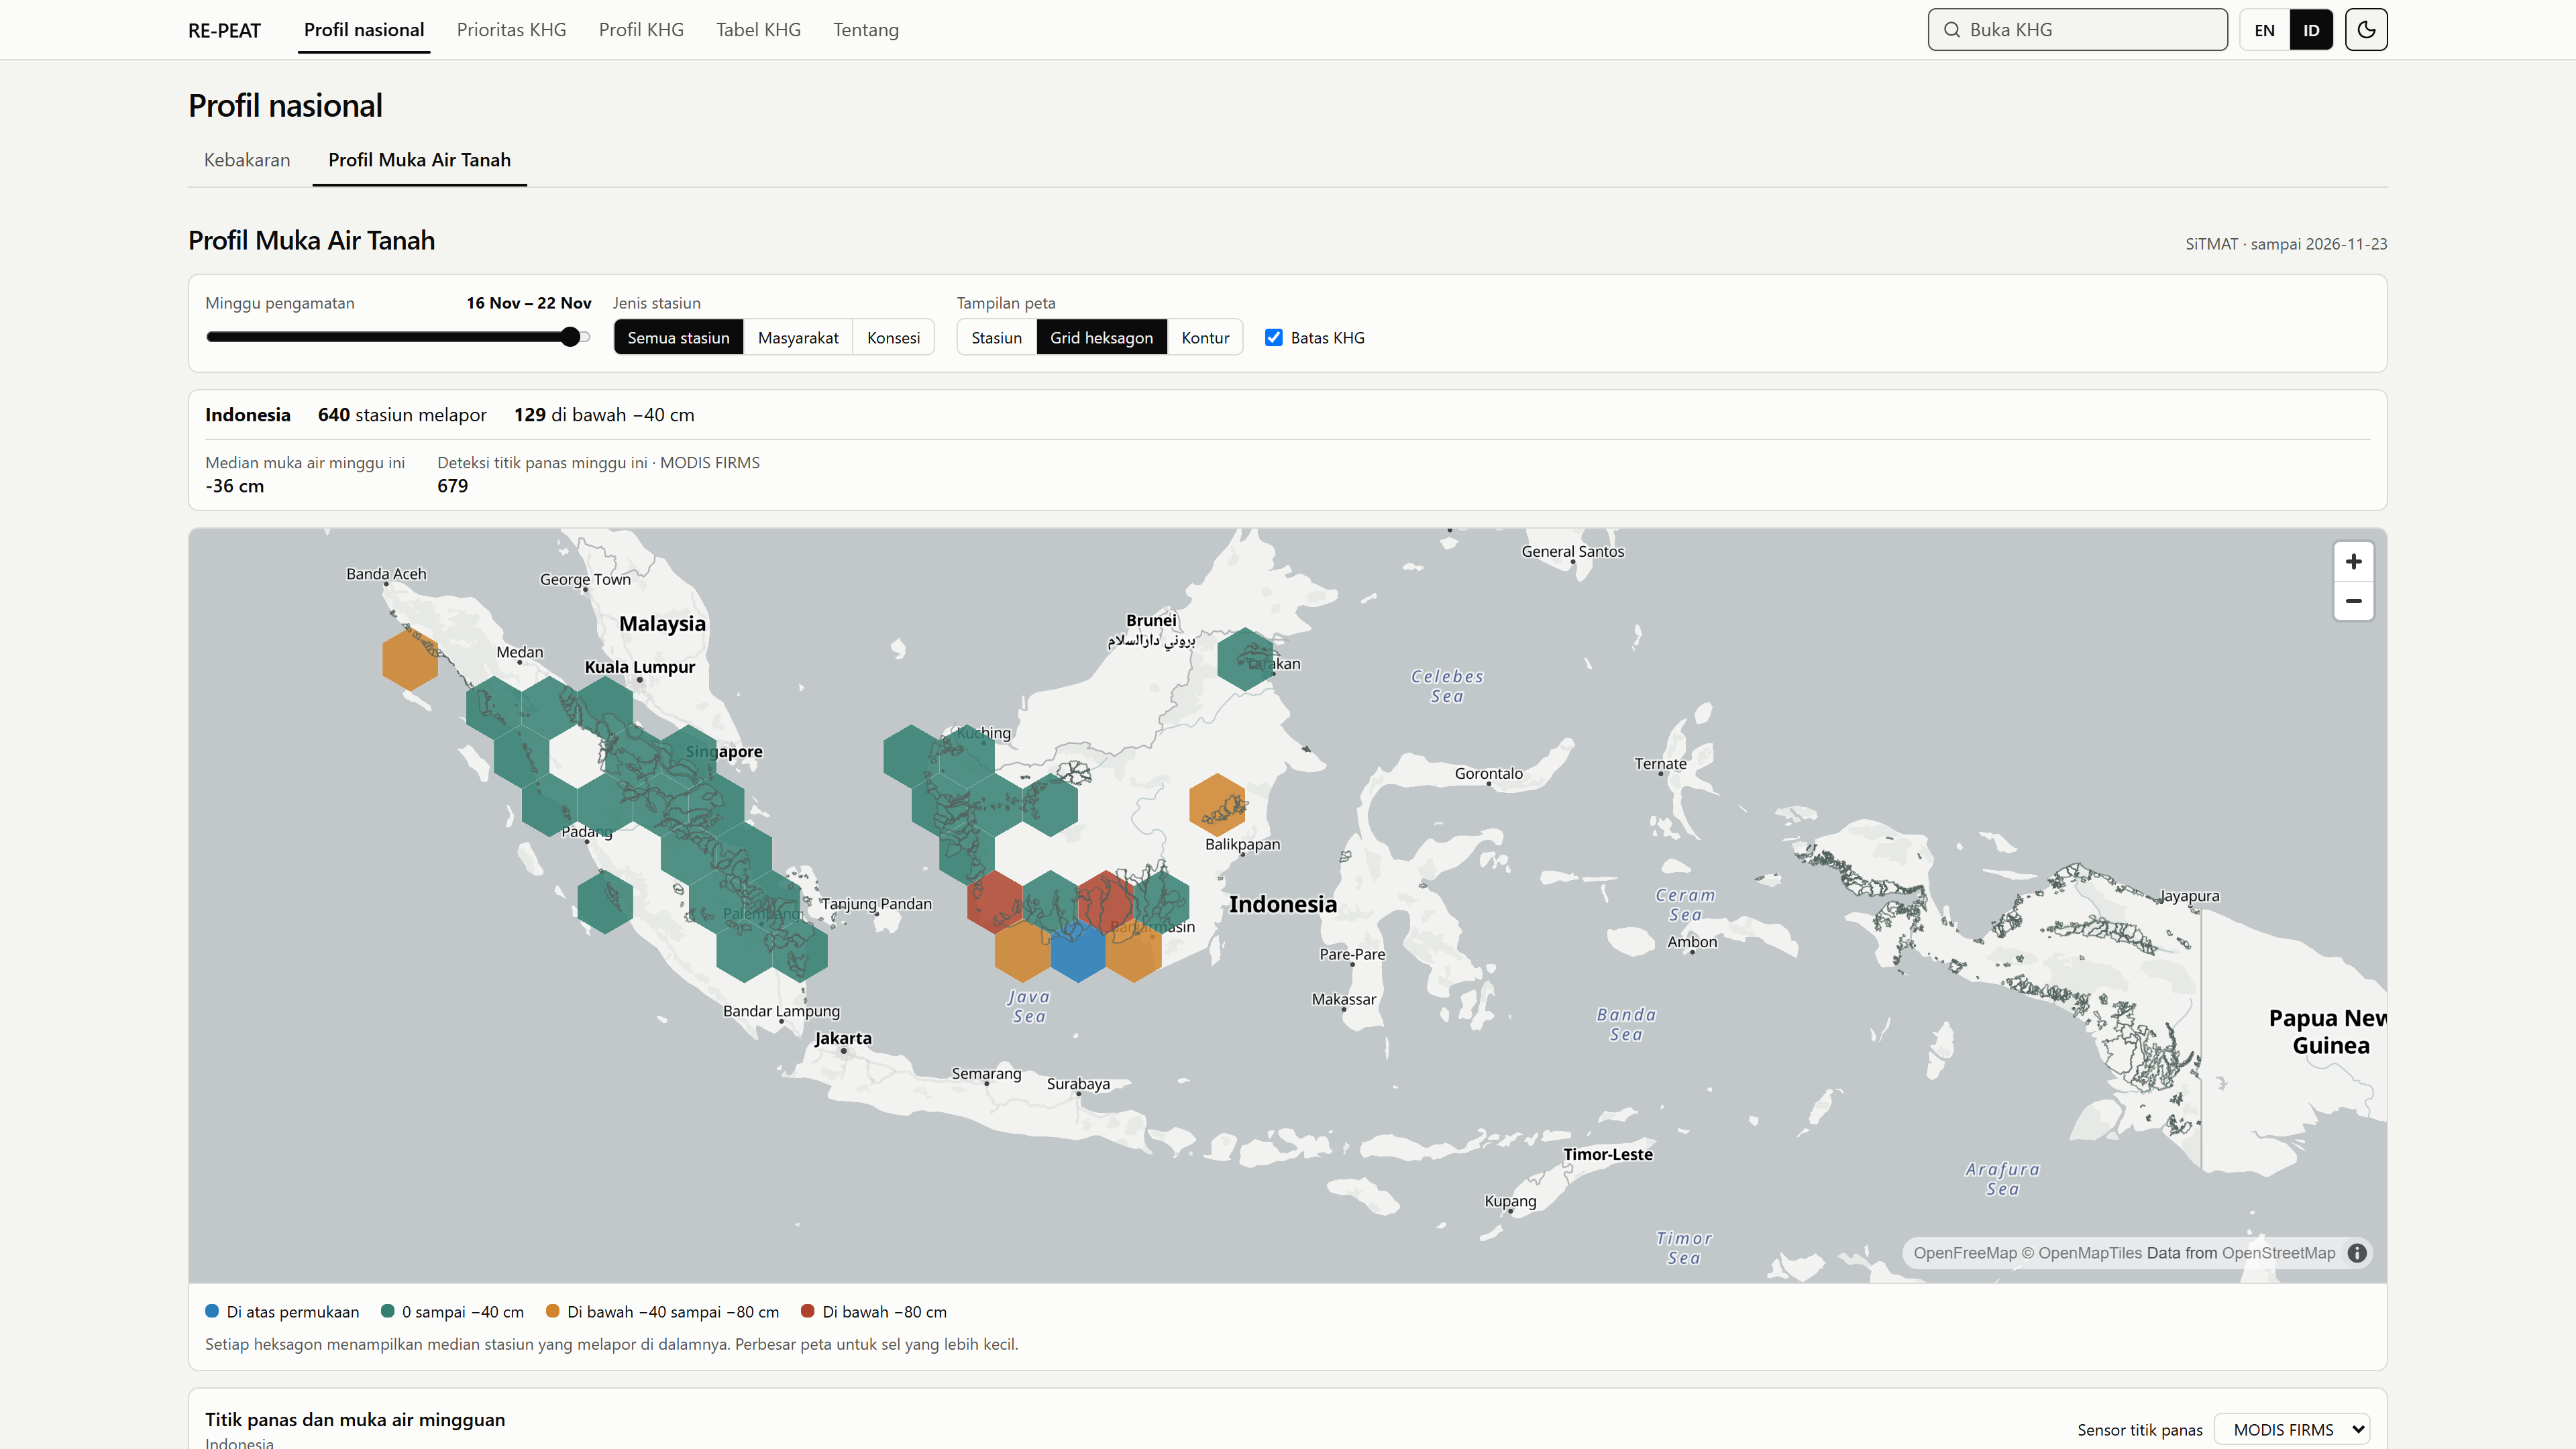 RE-PEAT Profil nasional Prioritas KHG Profil KHG Tabel KHG Tentang Buka KHG EN ID
Profil nasional
Kebakaran Profil Muka Air Tanah
Profil Muka Air Tanah
SiTMAT · sampai 2026-11-23
Minggu pengamatan 16 Nov – 22 Nov Jenis stasiun Tampilan peta
Semua stasiun Masyarakat Konsesi Stasiun Grid heksagon Kontur Batas KHG
Indonesia 640 stasiun melapor 129 di bawah −40 cm
Median muka air minggu ini Deteksi titik panas minggu ini · MODIS FIRMS
-36 cm 679
General Santos
Banda Aceh
George Town
Malaysia
Brunei
بروني دارالسلام
Medan
Kuala Lumpur
Tarakan
Celebes
Sea
Kuching
Singapore
Ternate
Gorontalo
Padang
Balikpapan
Jayapura
Indonesia
Ceram
Sea
Tanjung Pandan
Palembang
Banjarmasin
Ambon
Pare-Pare
Java
Sea
Makassar
Bandar Lampung
Banda
Sea
Papua New
Guinea
Jakarta
Semarang
Surabaya
Timor-Leste
Arafura
Sea
Kupang
Timor
Sea
OpenFreeMap © OpenMapTiles Data from OpenStreetMap
Di atas permukaan 0 sampai −40 cm Di bawah −40 sampai −80 cm Di bawah −80 cm
Setiap heksagon menampilkan median stasiun yang melapor di dalamnya. Perbesar peta untuk sel yang lebih kecil.
Titik panas dan muka air mingguan
Sensor titik panas MODIS FIRMS
Indonesia